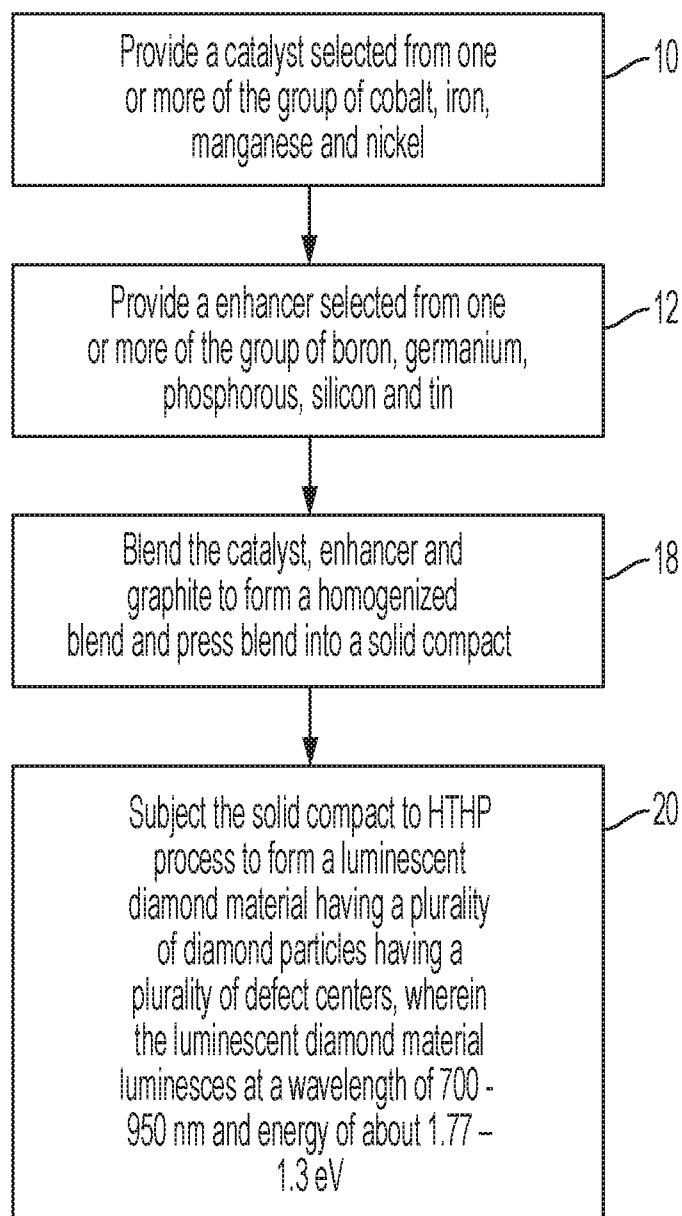 Provide a catalyst selected from one
or more of the group of cobalt, iron,
manganese and nickel
10
Provide a enhancer selected from one
or more of the group of boron, germanium,
phosphorous, silicon and tin
12
Blend the catalyst, enhancer and
graphite to form a homogenized
blend and press blend into a solid compact
18
Subject the solid compact to HTHP
process to form a luminescent
diamond material having a plurality
of diamond particles having a
plurality of defect centers, wherein
the luminescent diamond material
luminesces at a wavelength of 700 -
950 nm and energy of about 1.77 –
1.3 eV
20